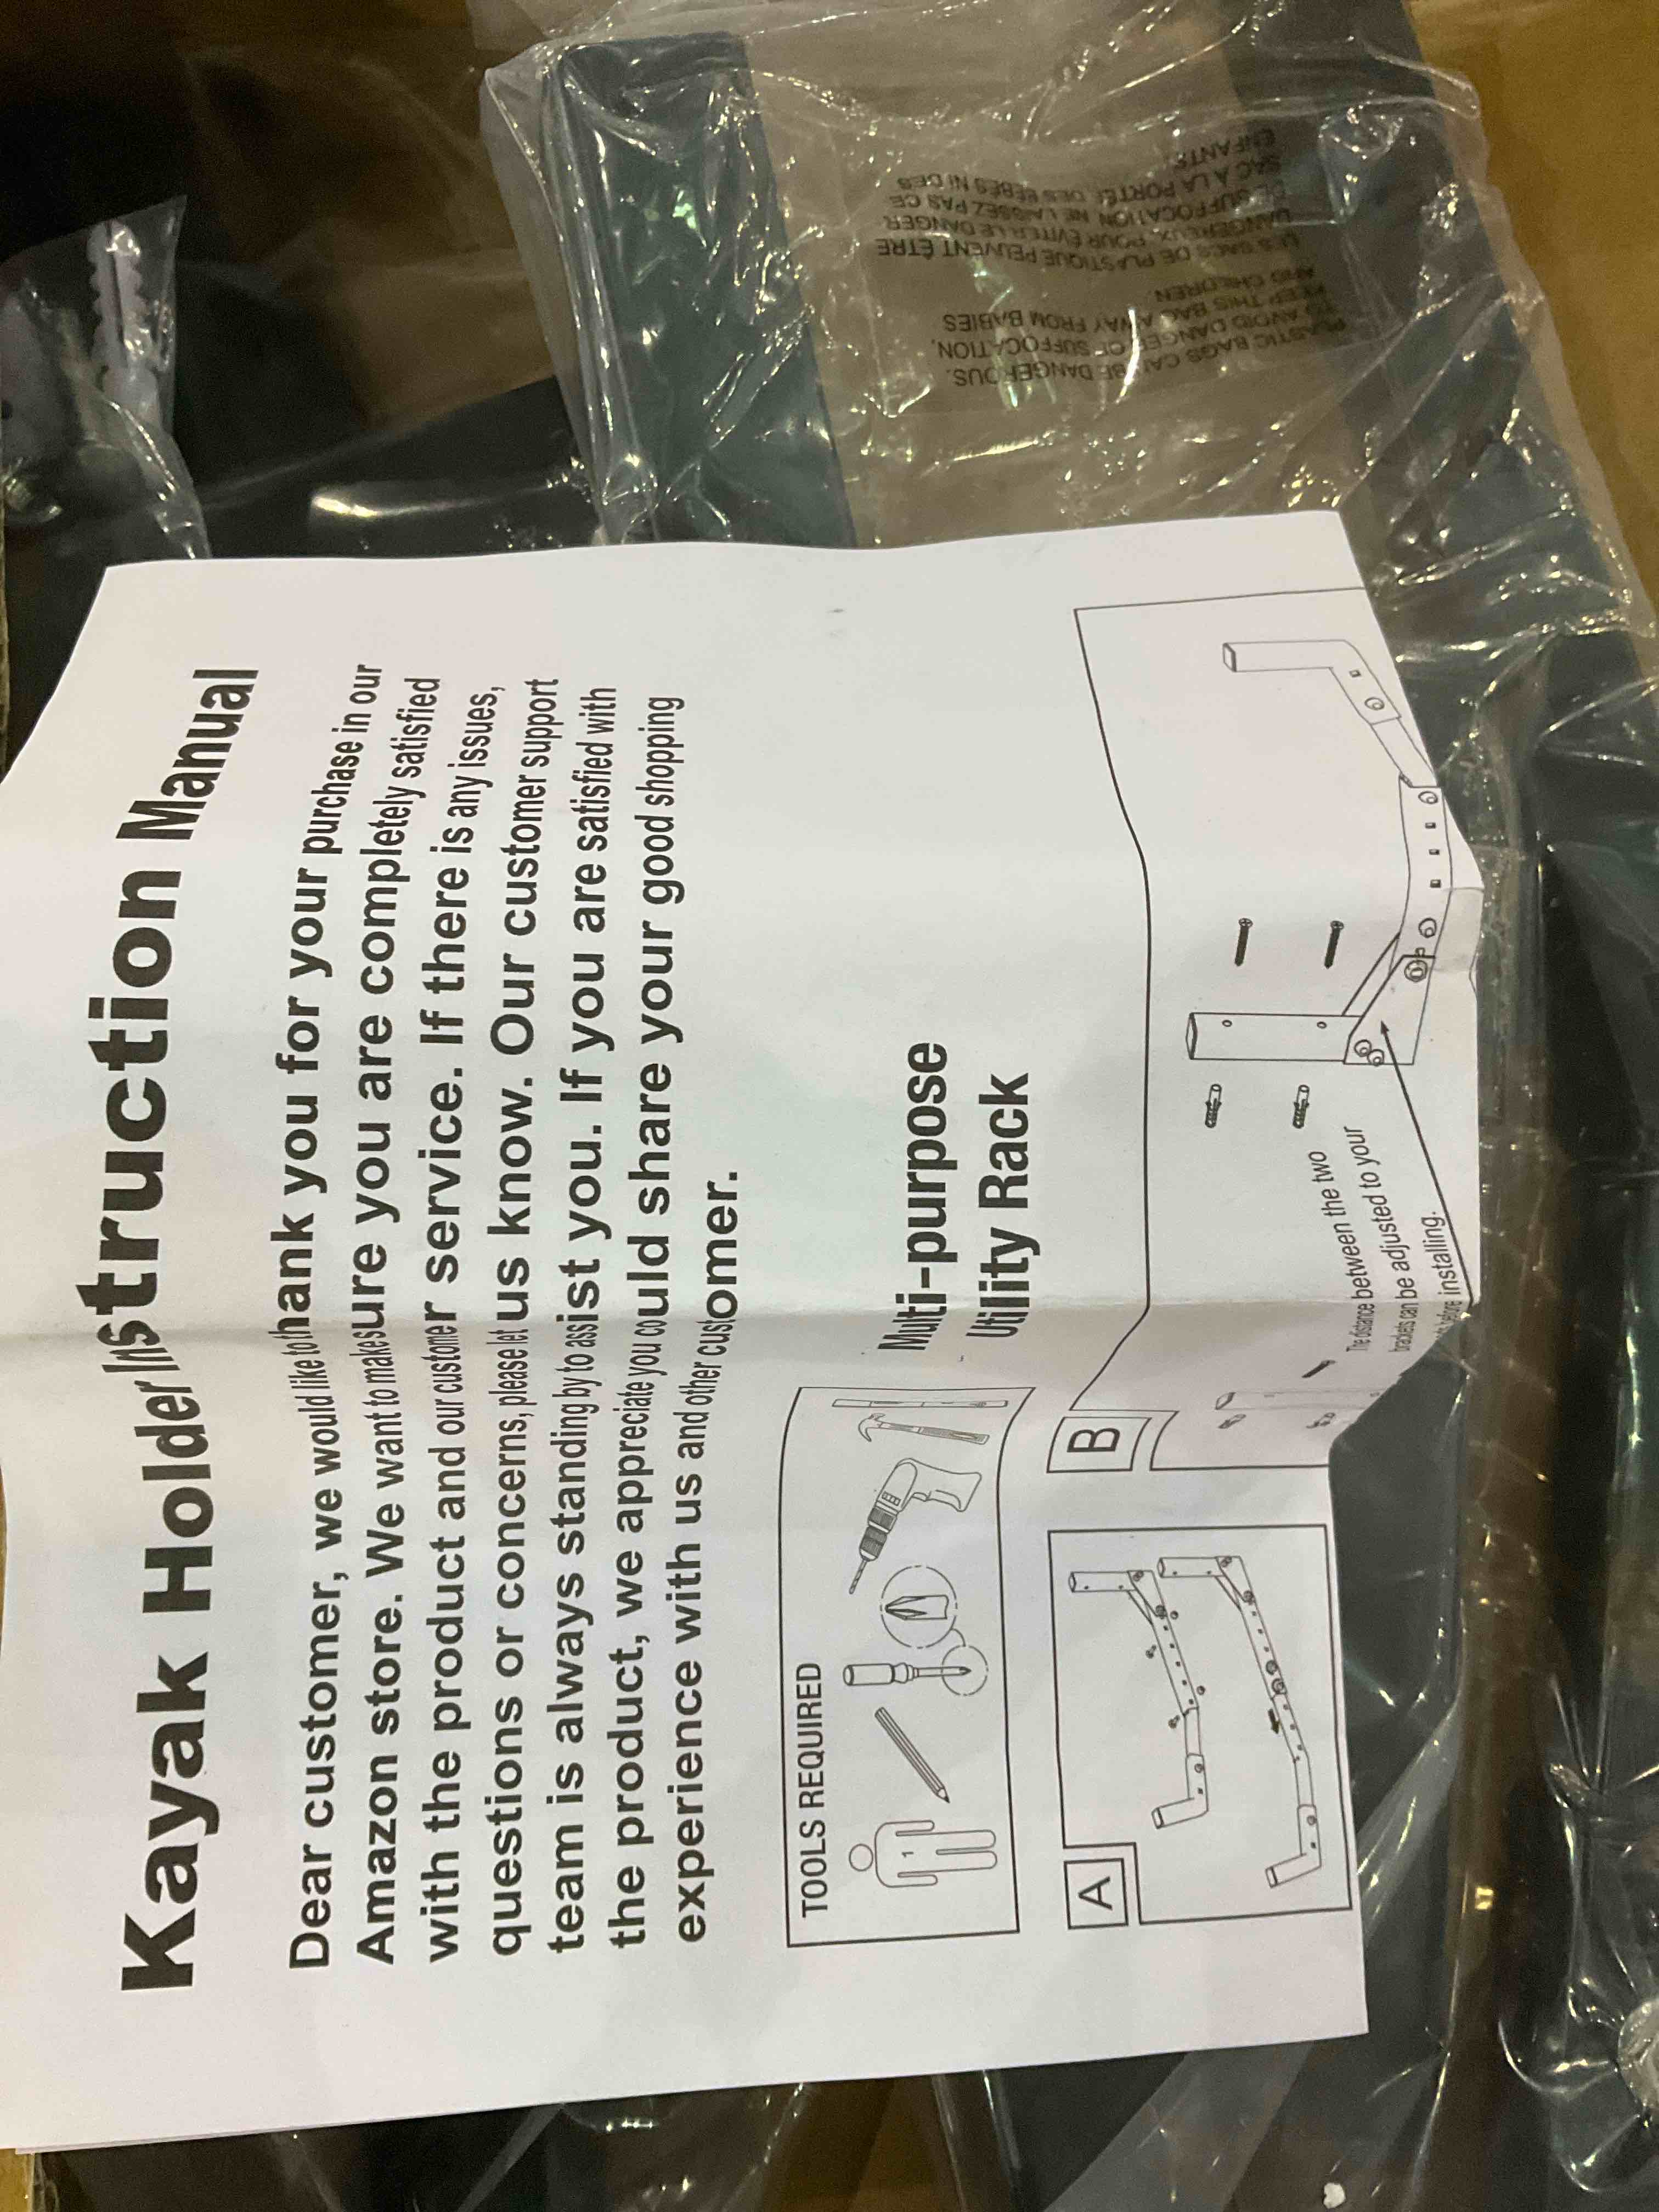 Kayak Holder Instruction Manual
Dear customer, we would like to thank you for your purchase in our
Amazon store. We want to make sure you are completely satisfied
with the product and our customer service. If there is any issues,
questions or concerns, please let us know. Our customer support
team is always standing by to assist you. If you are satisfied with
the product, we appreciate you could share your good shopping
experience with us and other customer.
TOOLS REQUIRED
1
Multi-purpose
Utility Rack
A
B
The distance between the two
brackets can be adjusted to your
before installing.
PLASTIC BAGS CAN BE DANGEROUS.
TO AVOID DANGER OF SUFFOCATION,
KEEP THIS BAG AWAY FROM BABIES
AND CHILDREN
SACS DE PLASTIQUE PEUVENT ÊTRE
DANGEREUX. POUR ÉVITER LE DANGER
DE SUFFOCATION NE LAISSEZ PAS CE
SAC À LA PORTÉE DES BÉBÉS NI DES
ENFANTS.